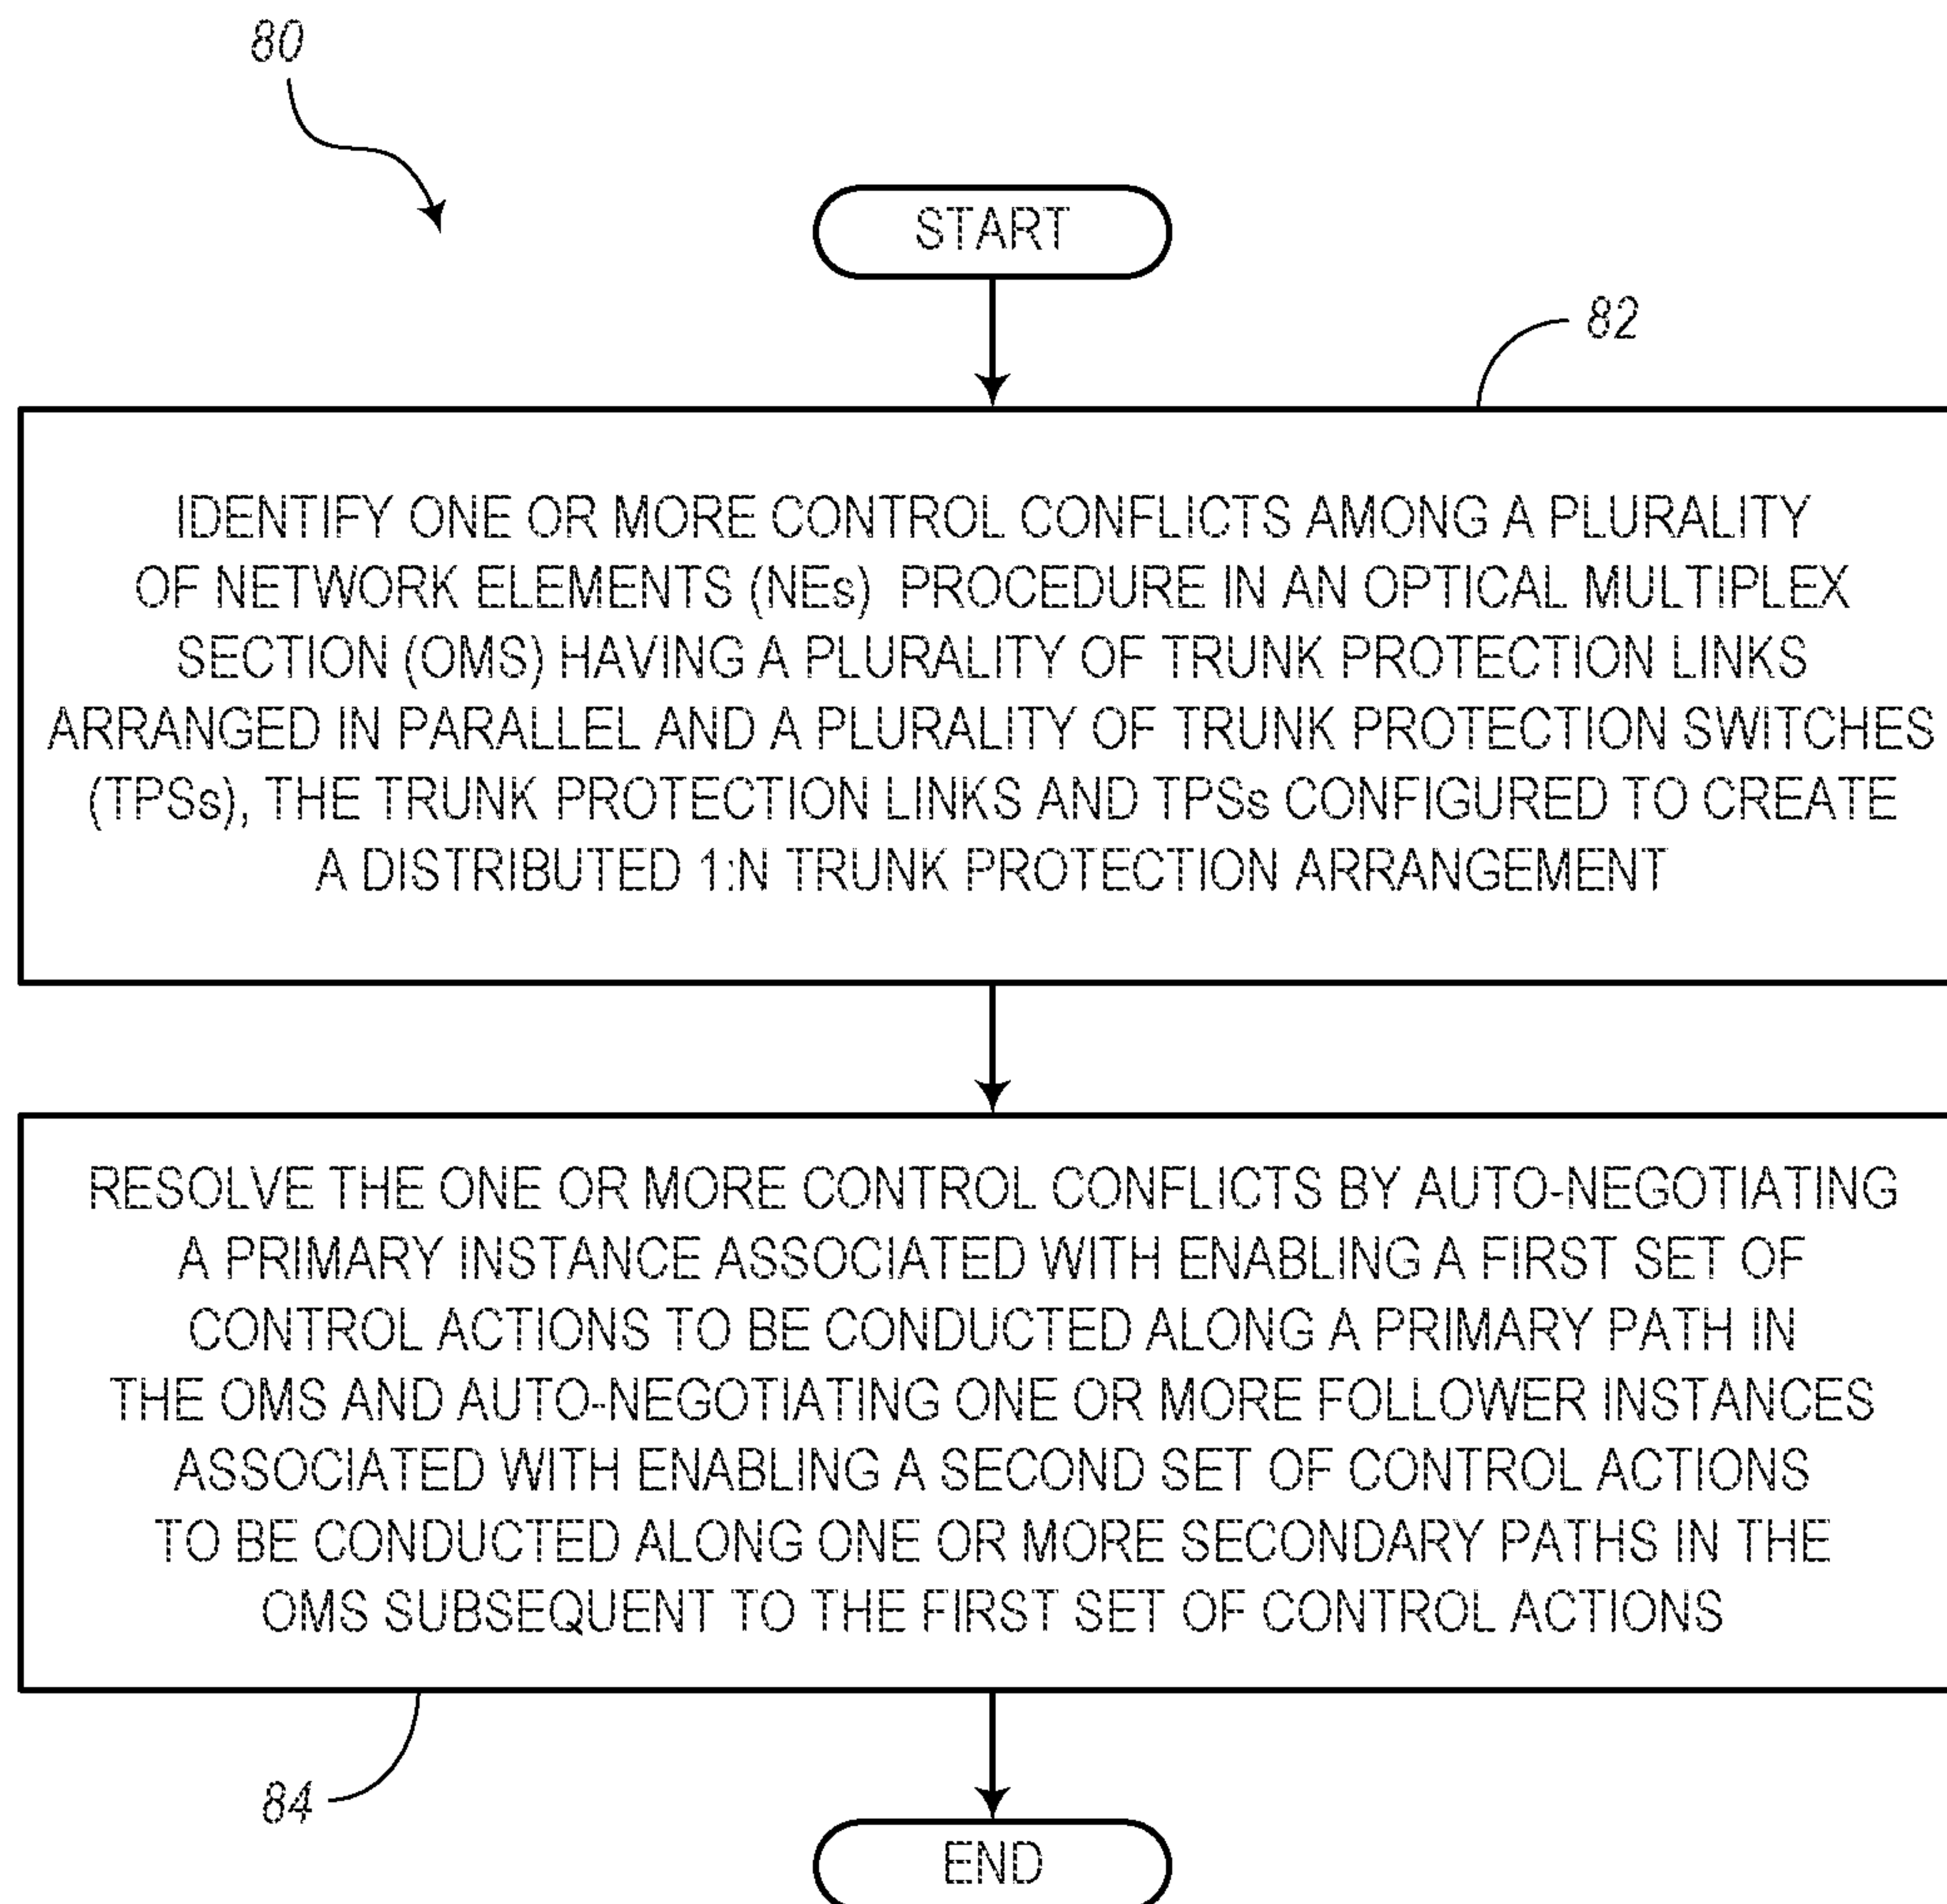 80
START
82
IDENTIFY ONE OR MORE CONTROL CONFLICTS AMONG A PLURALITY
OF NETWORK ELEMENTS (NEs) PROCEDURE IN AN OPTICAL MULTIPLEX
SECTION (OMS) HAVING A PLURALITY OF TRUNK PROTECTION LINKS
ARRANGED IN PARALLEL AND A PLURALITY OF TRUNK PROTECTION SWITCHES
(TPSs), THE TRUNK PROTECTION LINKS AND TPSs CONFIGURED TO CREATE
A DISTRIBUTED 1:N TRUNK PROTECTION ARRANGEMENT
RESOLVE THE ONE OR MORE CONTROL CONFLICTS BY AUTO-NEGOTIATING
A PRIMARY INSTANCE ASSOCIATED WITH ENABLING A FIRST SET OF
CONTROL ACTIONS TO BE CONDUCTED ALONG A PRIMARY PATH IN
THE OMS AND AUTO-NEGOTIATING ONE OR MORE FOLLOWER INSTANCES
ASSOCIATED WITH ENABLING A SECOND SET OF CONTROL ACTIONS
TO BE CONDUCTED ALONG ONE OR MORE SECONDARY PATHS IN THE
OMS SUBSEQUENT TO THE FIRST SET OF CONTROL ACTIONS
84
END